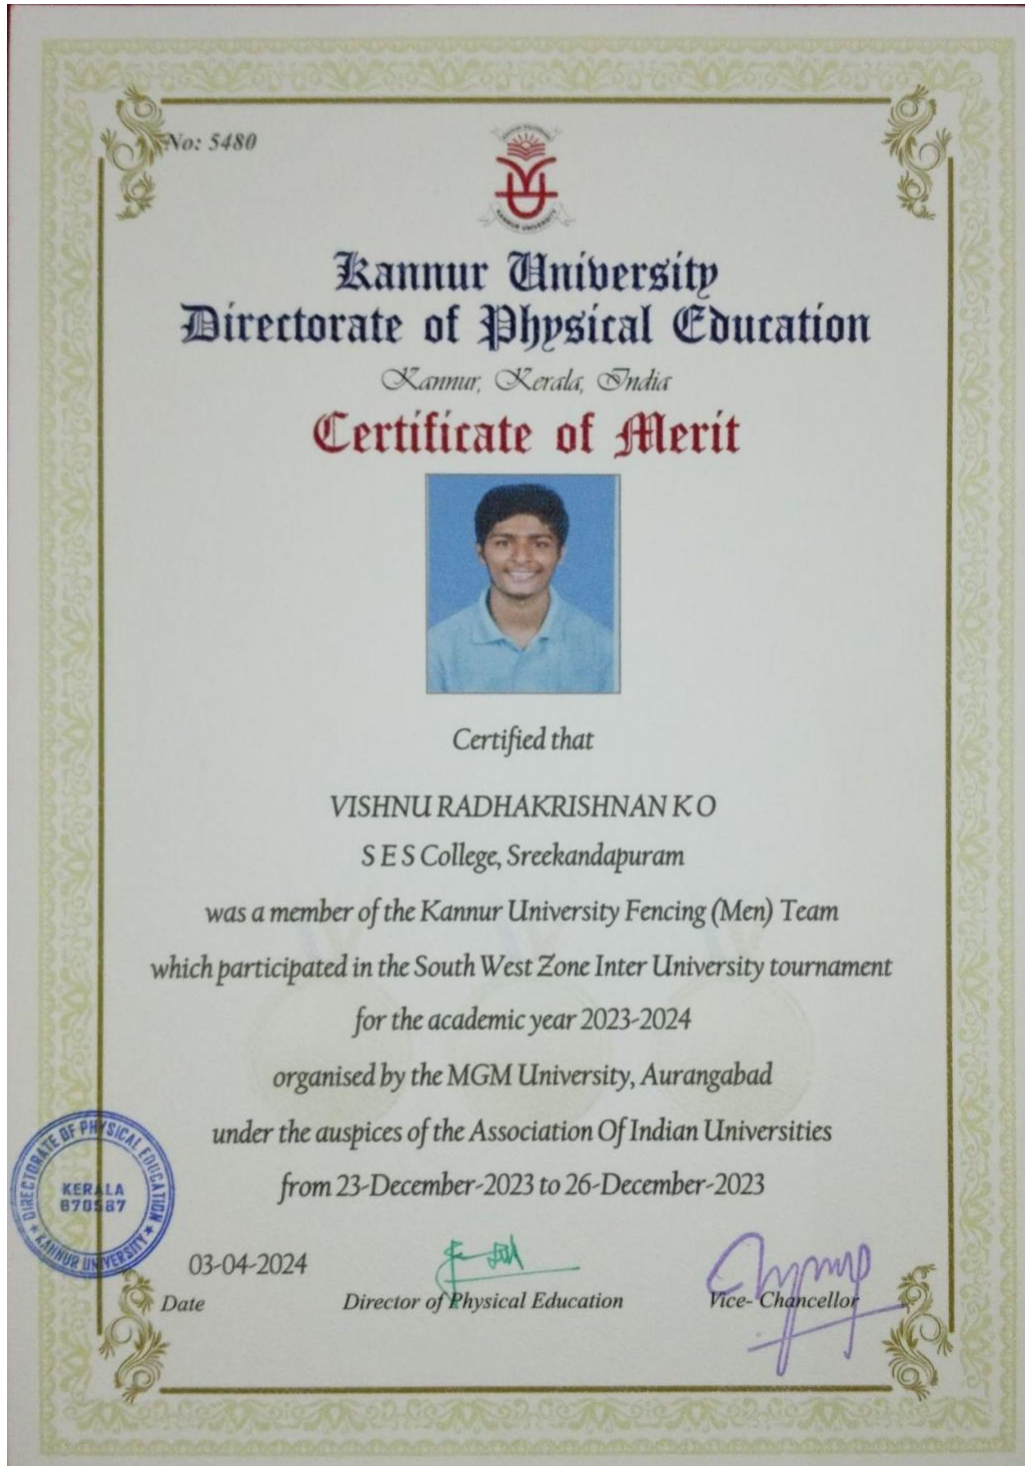 No: 5480
KANNUR UNIVERSITY
Kannur University
Directorate of Physical Education
Kannur, Kerala, India
Certificate of Merit
Certified that
VISHNU RADHAKRISHNAN K O
S E S College, Sreekandapuram
was a member of the Kannur University Fencing (Men) Team
which participated in the South West Zone Inter University tournament
for the academic year 2023-2024
organised by the MGM University, Aurangabad
under the auspices of the Association Of Indian Universities
from 23-December-2023 to 26-December-2023
DIRECTORATE OF PHYSICAL EDUCATION
KERALA
670567
KANNUR UNIVERSITY
03-04-2024
Date
Director of Physical Education
Vice- Chancellor